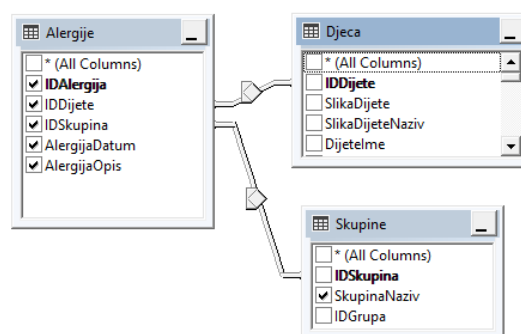 Alergije
* (All Columns)
IDAlergija
IDDijete
IDSkupina
AlergijaDatum
AlergijaOpis
Djeca
* (All Columns)
IDDijete
SlikaDijete
SlikaDijeteNaziv
DijeteIme
Skupine
* (All Columns)
IDSkupina
SkupinaNaziv
IDGrupa